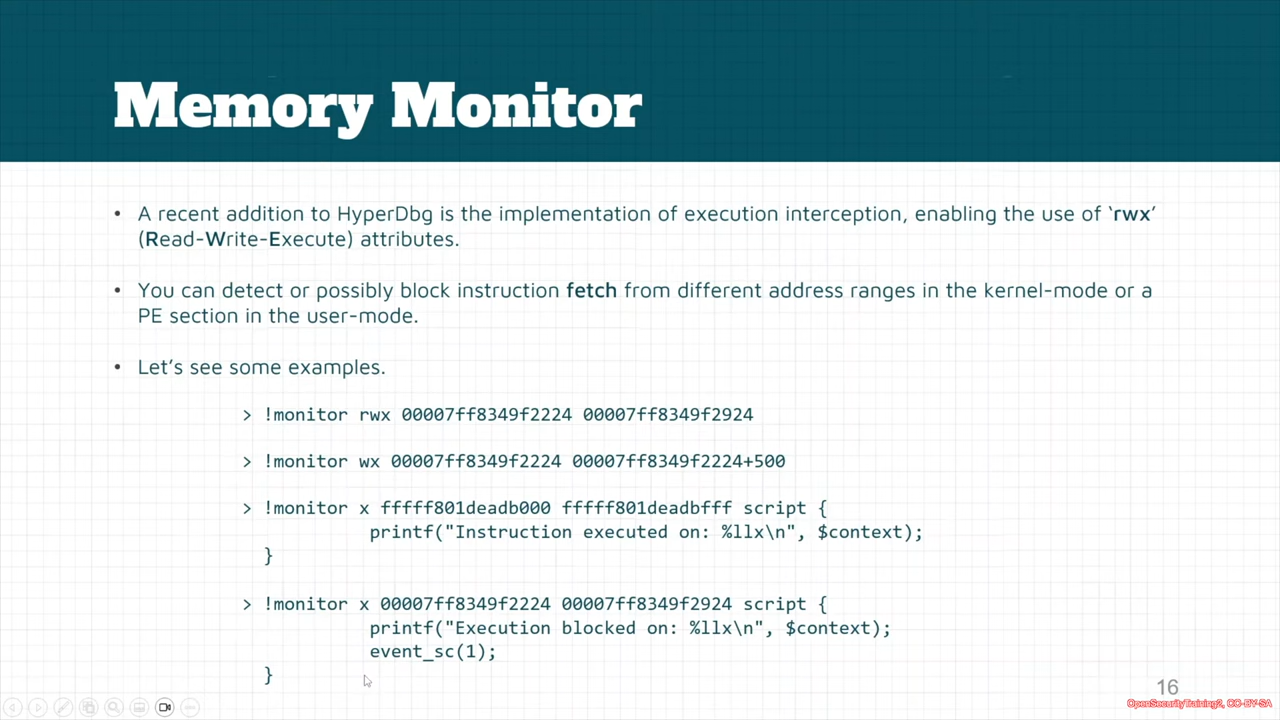 Memory Monitor
• A recent addition to HyperDbg is the implementation of execution interception, enabling the use of ‘rwx’
(Read-Write-Execute) attributes.
• You can detect or possibly block instruction fetch from different address ranges in the kernel-mode or a
PE section in the user-mode.
• Let’s see some examples.
> !monitor rwx 00007ff8349f2224 00007ff8349f2924
> !monitor wx 00007ff8349f2224 00007ff8349f2224+500
> !monitor x fffff801deadb000 fffff801deadbfff script {
printf("Instruction executed on: %llx\n", $context);
}
> !monitor x 00007ff8349f2224 00007ff8349f2924 script {
printf("Execution blocked on: %llx\n", $context);
event_sc(1);
}
16
OpenSecurityTraining2, CC-BY-SA